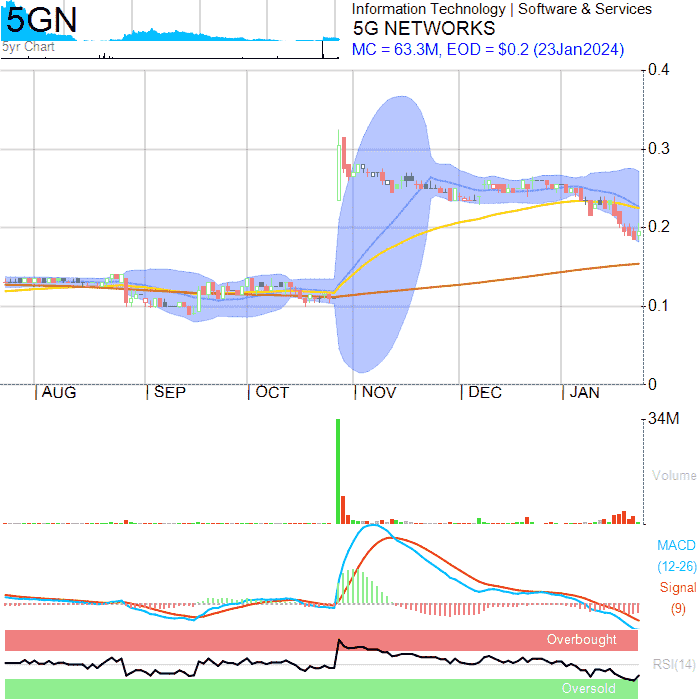 5GN
5yr Chart
Information Technology | Software & Services
5G NETWORKS
MC = 63.3M, EOD = $0.2 (23Jan2024)
0.4
0.3
0.2
0.1
0
AUG SEP OCT NOV DEC JAN
34M
Volume
MACD
(12-26)
Signal
(9)
Overbought
RSI(14)
Oversold